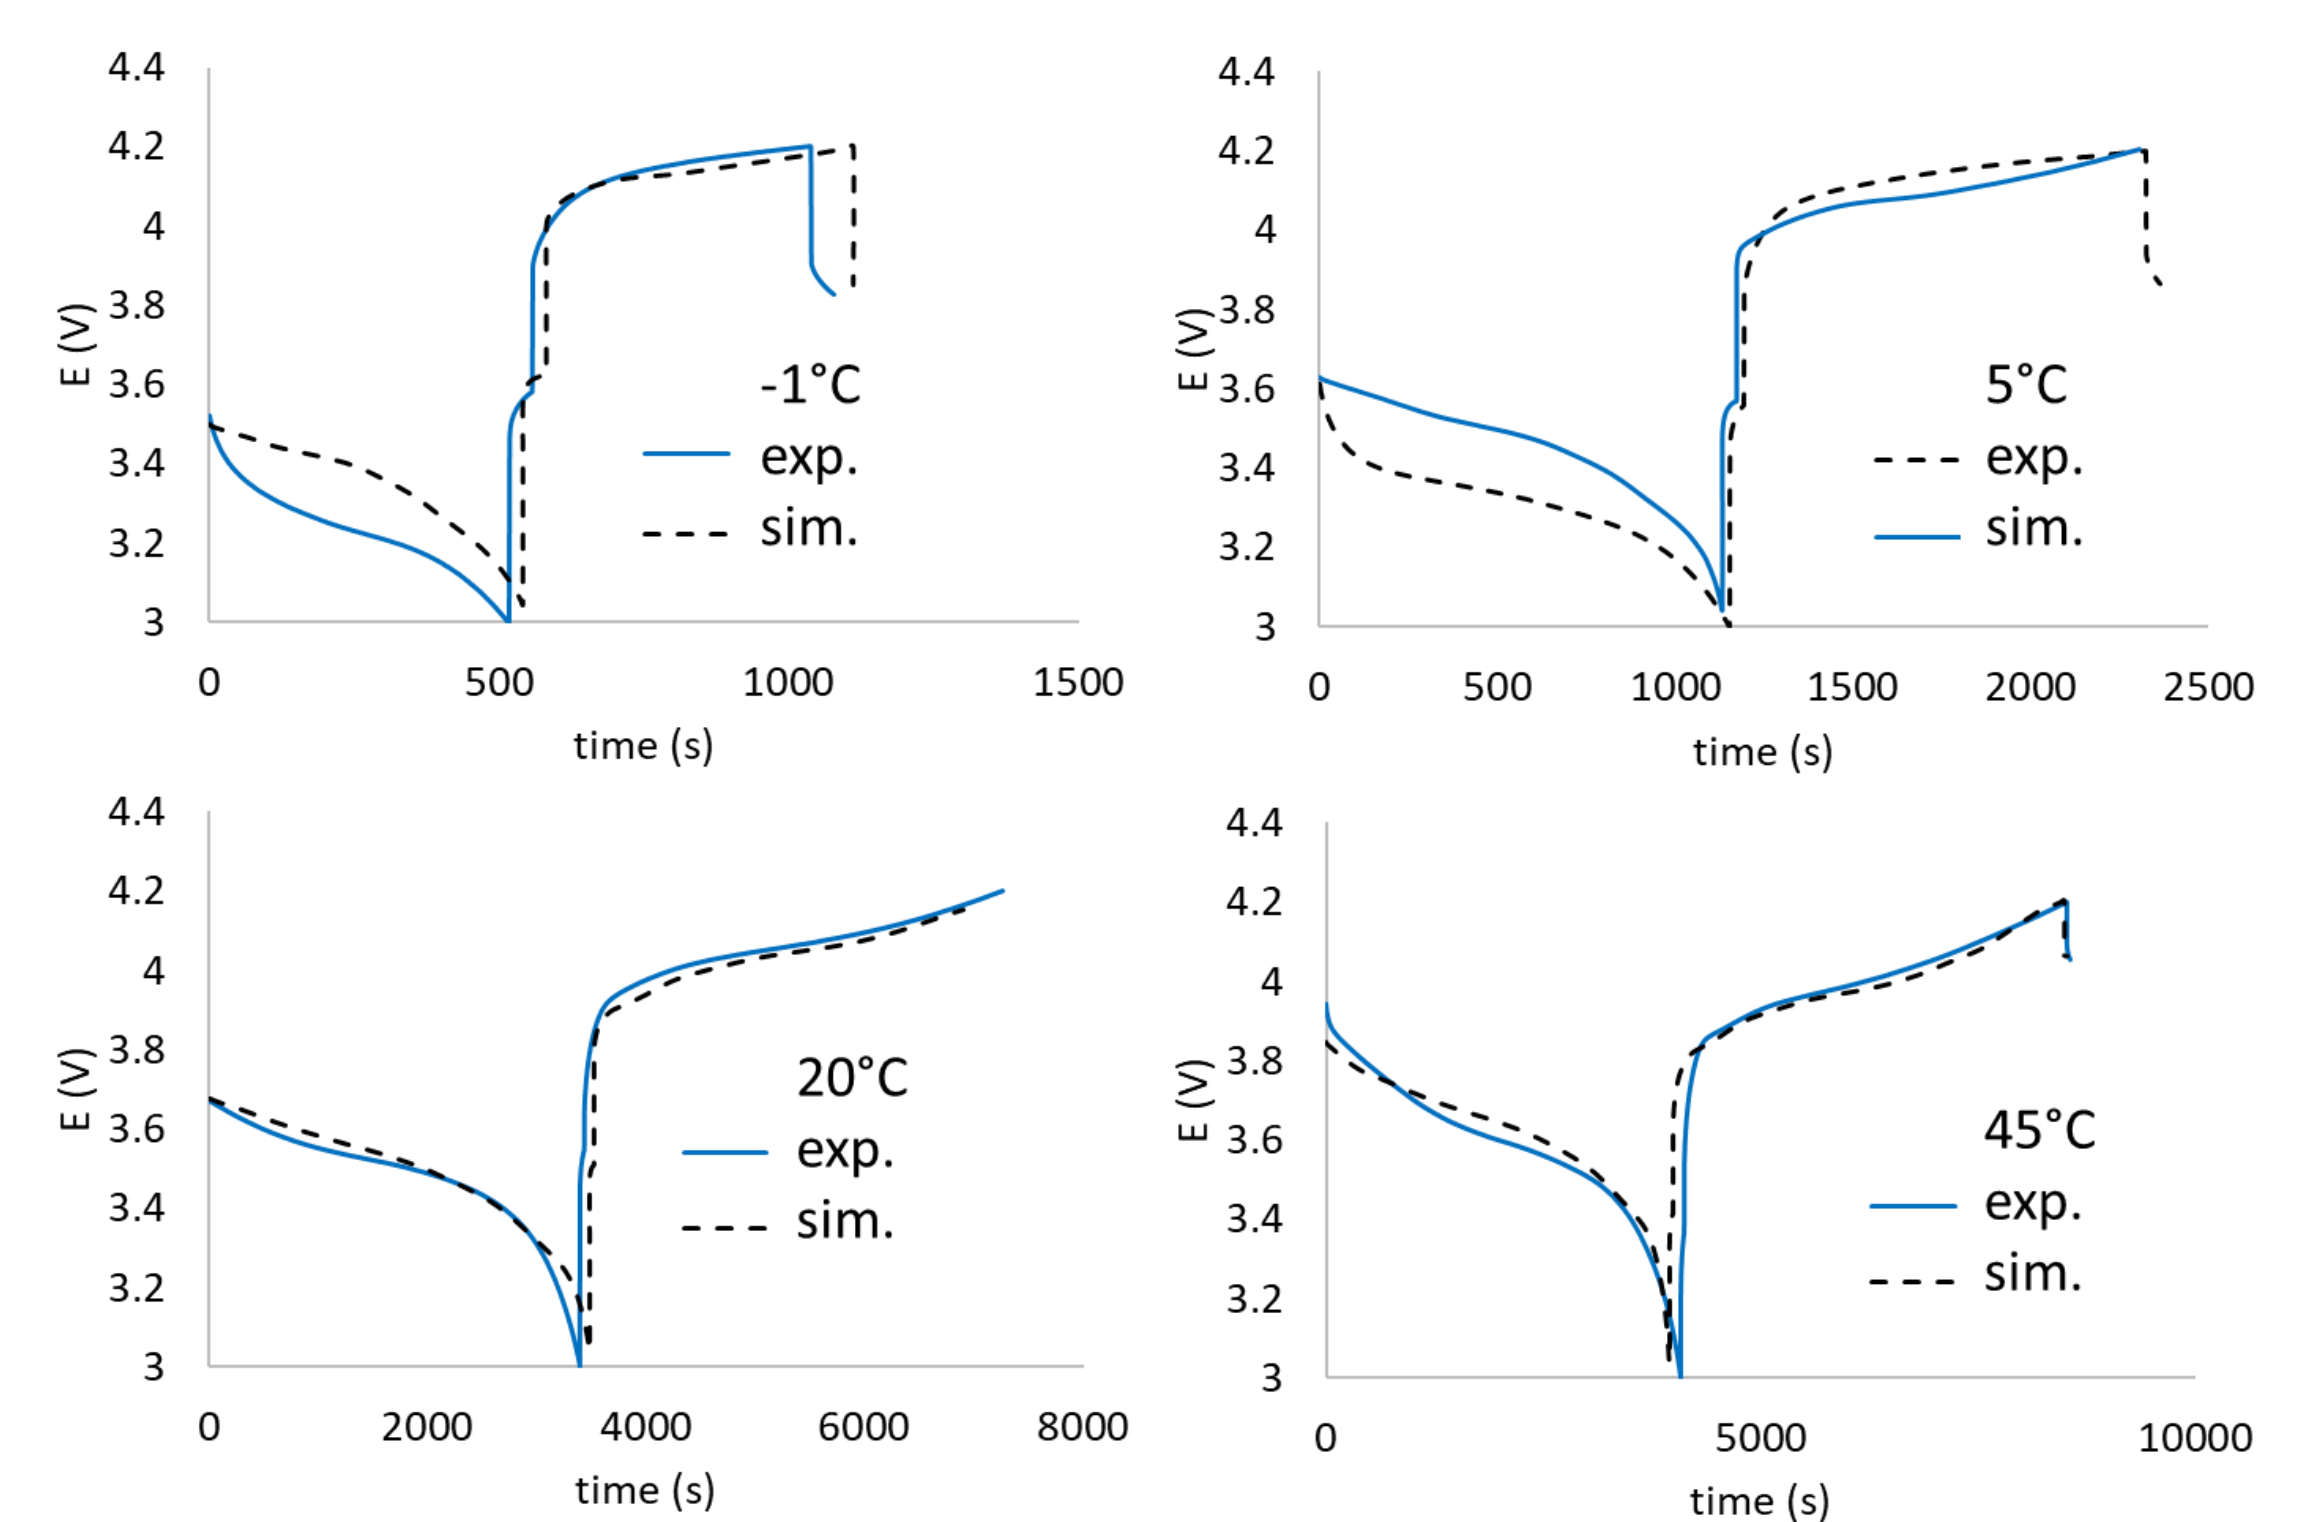 4.4
4.2
4
3.8
3.6
3.4
3.2
3
E (V)
-1°C
exp.
sim.
0 500 1000 1500
time (s)
4.4
4.2
4
3.8
3.6
3.4
3.2
3
E (V)
5°C
exp.
sim.
0 500 1000 1500 2000 2500
time (s)
4.4
4.2
4
3.8
3.6
3.4
3.2
3
E (V)
20°C
exp.
sim.
0 2000 4000 6000 8000
time (s)
4.4
4.2
4
3.8
3.6
3.4
3.2
3
E (V)
45°C
exp.
sim.
0 5000 10000
time (s)